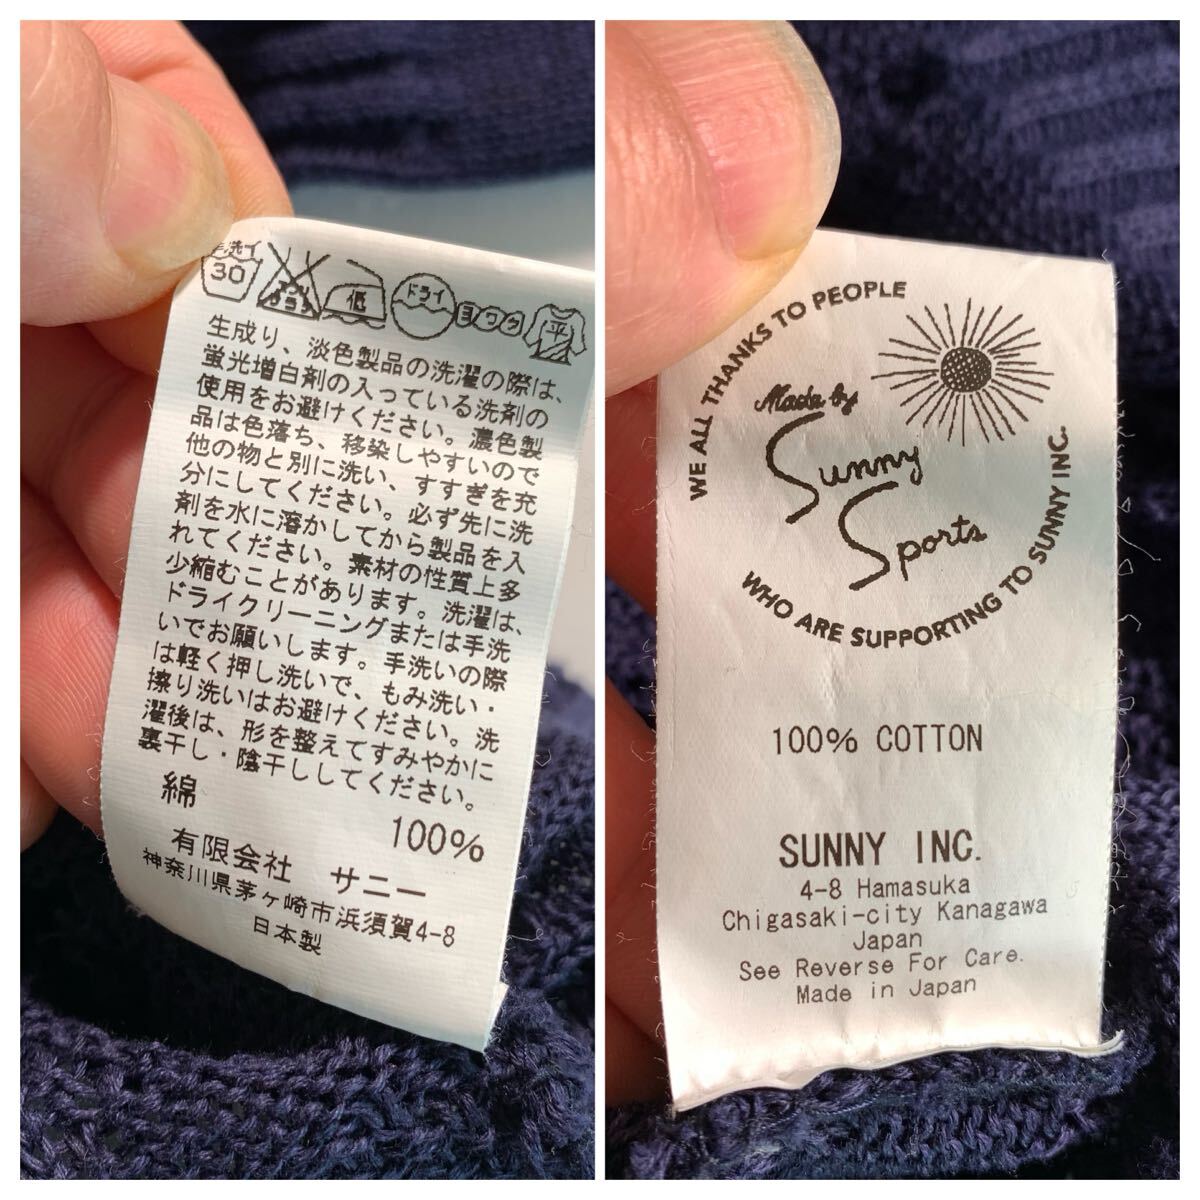 手洗イ
30
エンソサラシ
低
ドライ
ヨワク
平
生成り、淡色製品の洗濯の際は、
蛍光増白剤の入っている洗剤の
使用をお避けください。濃色製
品は色落ち、移染しやすいので
他の物と別に洗い、すすぎを充
分にしてください。必ず先に洗
剤を水に溶かしてから製品を入
れてください。素材の性質上多
少縮むことがあります。洗濯は、
ドライクリーニングまたは手洗
いでお願いします。手洗いの際
は軽く押し洗いで、もみ洗い・
擦り洗いはお避けください。洗
濯後は、形を整えてすみやかに
裏干し・陰干ししてください。
綿
100%
有限会社 サニー
神奈川県茅ヶ崎市浜須賀4-8
日本製
WE ALL THANKS TO PEOPLE
Made by
Sunny
Sports
WHO ARE SUPPORTING TO SUNNY INC.
100% COTTON
SUNNY INC.
4-8 Hamasuka
Chigasaki-city Kanagawa
Japan
See Reverse For Care.
Made in Japan